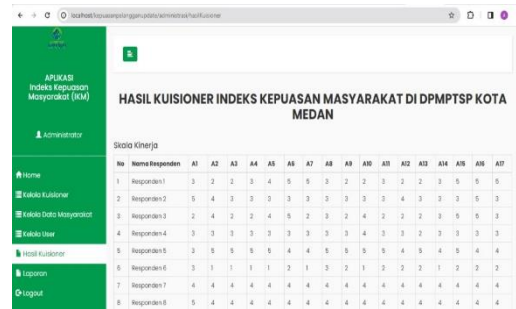 localhost/kepuasanpelangganupdate/administrasi/hasilKuisioner
APLIKASI
Indeks Kepuasan
Masyarakat (IKM)
Administrator
Home
Kelola Kuisioner
Kelola Data Masyarakat
Kelola User
Hasil Kuisioner
Laporan
Logout
HASIL KUISIONER INDEKS KEPUASAN MASYARAKAT DI DPMPTSP KOTA
MEDAN
Skala Kinerja
No Nama Responden A1 A2 A3 A4 A5 A6 A7 A8 A9 A10 A11 A12 A13 A14 A15 A16 A17
1 Responden 1 3 2 2 3 4 5 5 3 2 2 3 2 2 3 5 5 5
2 Responden 2 5 4 3 3 3 3 3 3 3 3 3 4 3 3 3 5 3
3 Responden 3 2 4 2 2 4 5 2 3 2 4 2 2 2 3 5 5 3
4 Responden 4 3 3 3 3 3 3 3 3 3 4 3 3 2 3 3 3 3
5 Responden 5 3 5 5 5 5 4 4 5 5 5 5 4 5 4 5 4 4
6 Responden 6 3 1 1 1 1 2 1 3 2 1 2 2 2 1 2 2 2
7 Responden 7 4 4 4 4 4 4 4 4 4 4 4 4 4 4 4 4 4
8 Responden 8 5 4 4 4 4 4 4 4 4 4 4 4 4 4 4 4 4